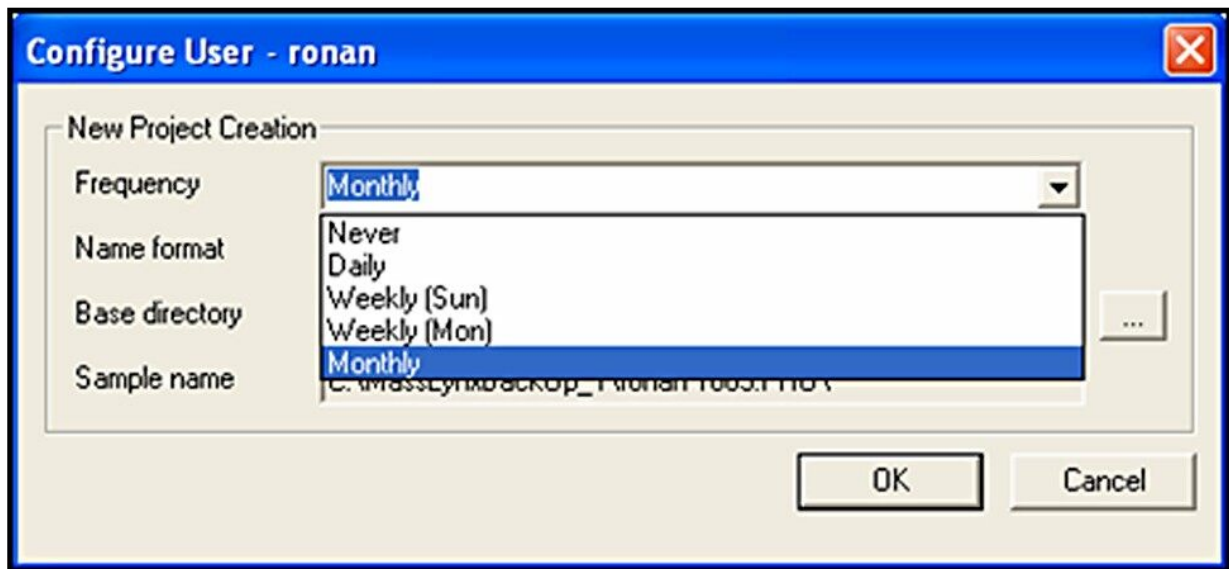 Configure User - ronan
New Project Creation
Frequency
Monthly
Never
Daily
Weekly (Sun)
Weekly (Mon)
Monthly
Name format
Base directory
...
Sample name
OK
Cancel